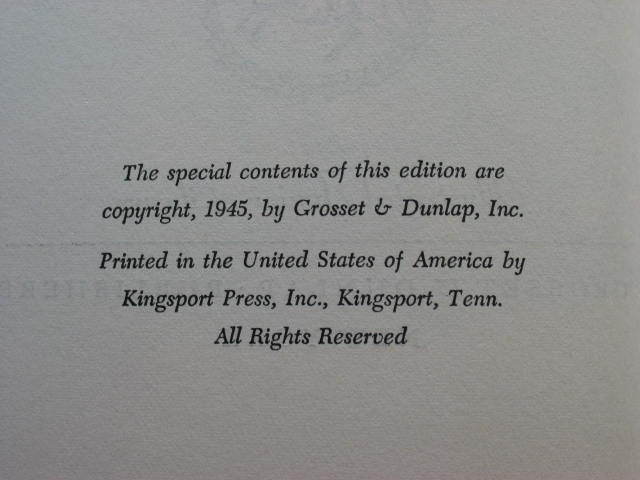 The special contents of this edition are
copyright, 1945, by Grosset & Dunlap, Inc.
Printed in the United States of America by
Kingsport Press, Inc., Kingsport, Tenn.
All Rights Reserved